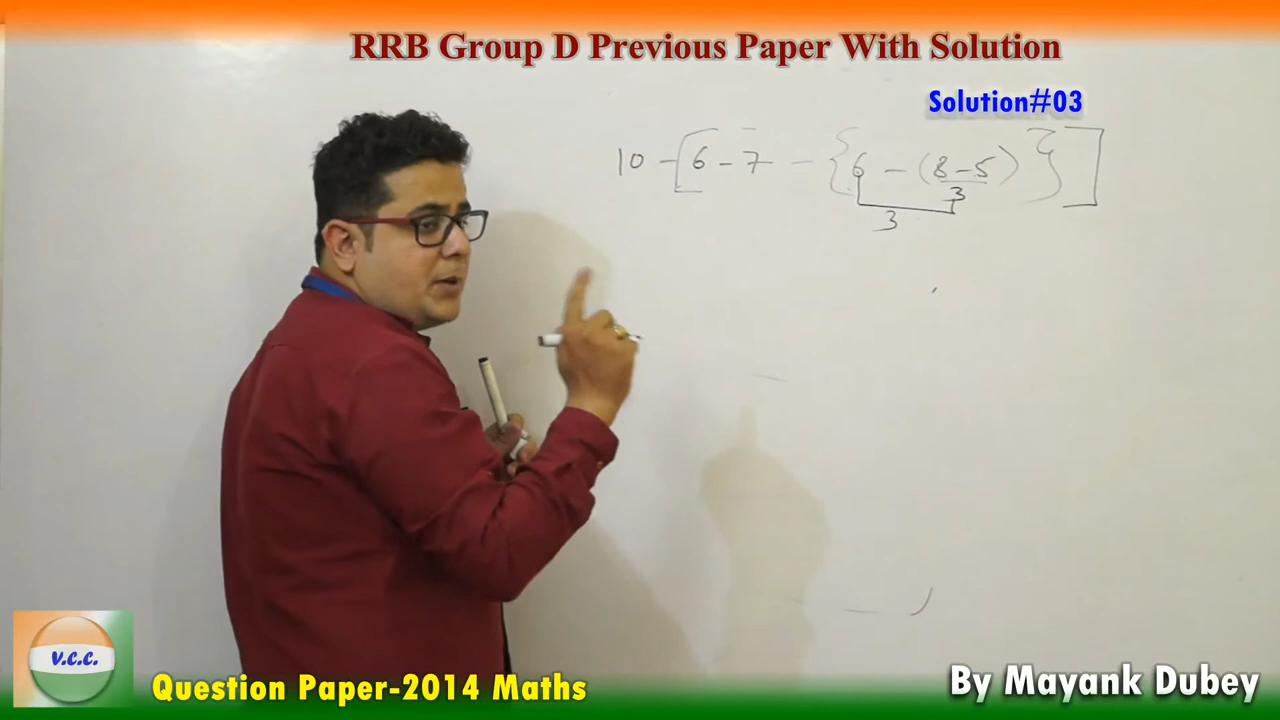 RRB Group D Previous Paper With Solution
Solution#03
10 - [6 - 7 - {6 - (8 - 5)}]
3
3
V.C.C.
Question Paper-2014 Maths
By Mayank Dubey